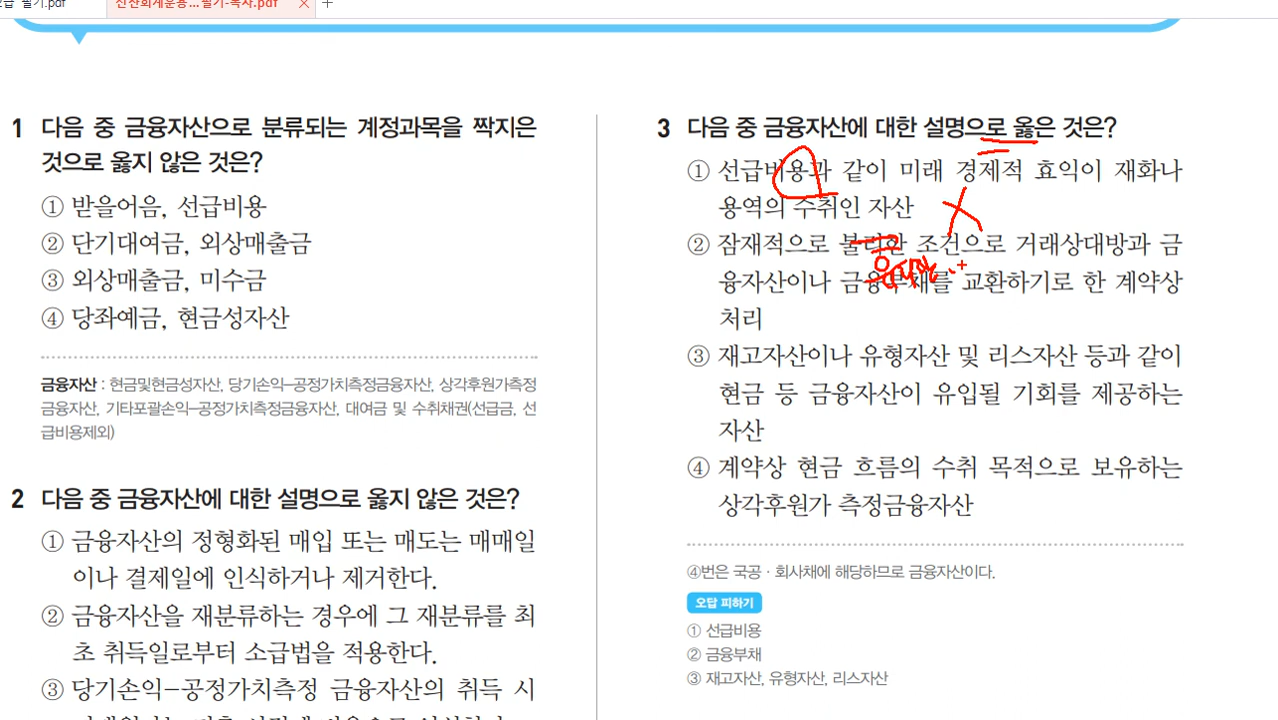 필기.pdf
필기-복사.pdf
1 다음 중 금융자산으로 분류되는 계정과목을 짝지은
것으로 옳지 않은 것은?
① 받을어음, 선급비용
② 단기대여금, 외상매출금
③ 외상매출금, 미수금
④ 당좌예금, 현금성자산
금융자산 : 현금및현금성자산, 당기손익-공정가치측정금융자산, 상각후원가측정
금융자산, 기타포괄손익-공정가치측정금융자산, 대여금 및 수취채권(선급금, 선
급비용제외)
2 다음 중 금융자산에 대한 설명으로 옳지 않은 것은?
① 금융자산의 정형화된 매입 또는 매도는 매매일
이나 결제일에 인식하거나 제거한다.
② 금융자산을 재분류하는 경우에 그 재분류를 최
초 취득일로부터 소급법을 적용한다.
③ 당기손익-공정가치측정 금융자산의 취득 시
3 다음 중 금융자산에 대한 설명으로 옳은 것은?
① 선급비용과 같이 미래 경제적 효익이 재화나
용역의 수취인 자산
② 잠재적으로 불리한 조건으로 거래상대방과 금
융자산이나 금융부채를 교환하기로 한 계약상
처리
③ 재고자산이나 유형자산 및 리스자산 등과 같이
현금 등 금융자산이 유입될 기회를 제공하는
자산
④ 계약상 현금 흐름의 수취 목적으로 보유하는
상각후원가 측정금융자산
④번은 국공·회사채에 해당하므로 금융자산이다.
오답 피하기
① 선급비용
② 금융부채
③ 재고자산, 유형자산, 리스자산